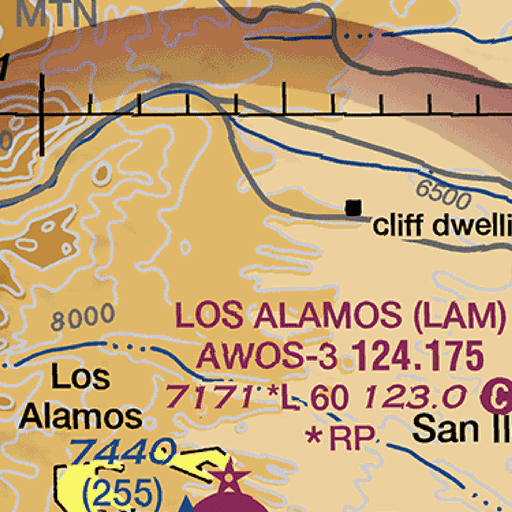 MTN
6500
cliff dwelli
8000
LOS ALAMOS (LAM)
AWOS-3 124.175
7171 *L 60 123.0 C
*RP
San Il
Los
Alamos
7440
(255)